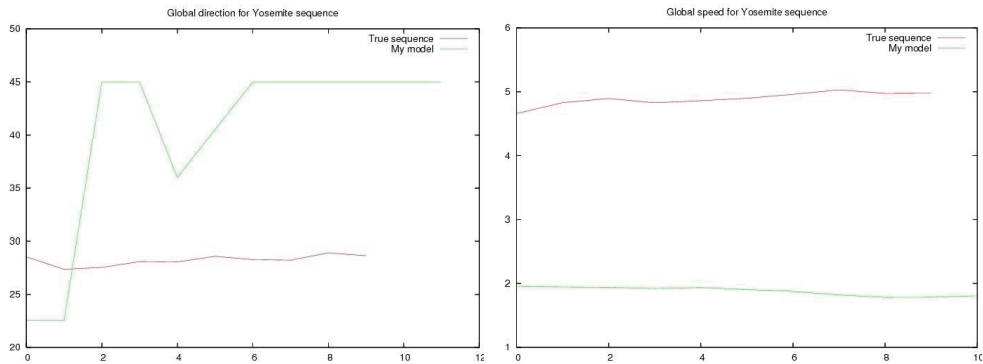 Global direction for Yosemite sequence
50
45
40
35
30
25
20
0 2 4 6 8 10 12
True sequence
My model
Global speed for Yosemite sequence
6
5
4
3
2
1
0 2 4 6 8 10
True sequence
My model